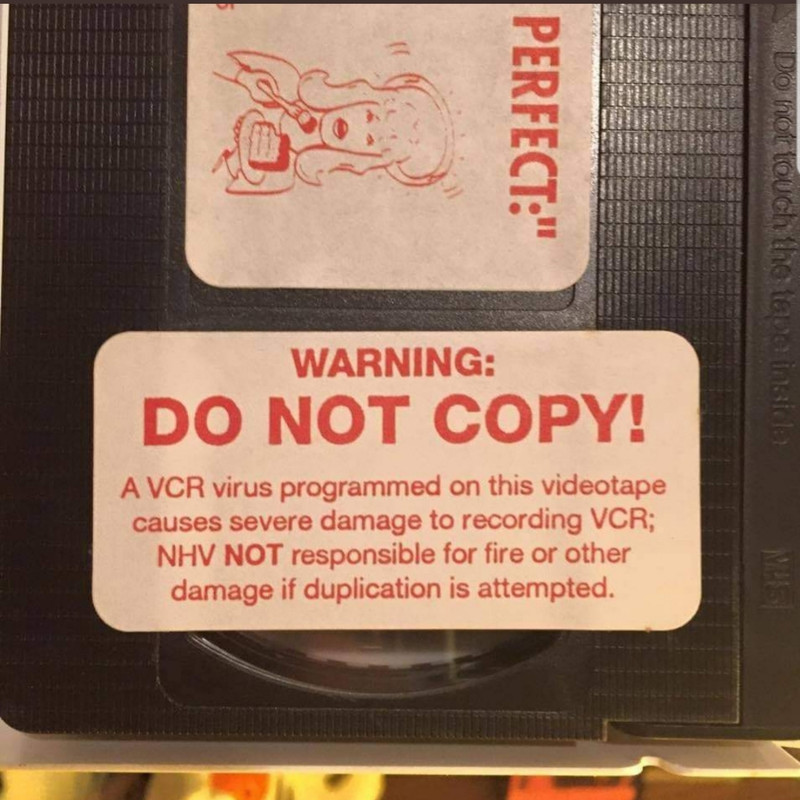 PERFECT:"
WARNING:
DO NOT COPY!
A VCR virus programmed on this videotape
causes severe damage to recording VCR;
NHV NOT responsible for fire or other
damage if duplication is attempted.
Do not touch the tape inside
VHS